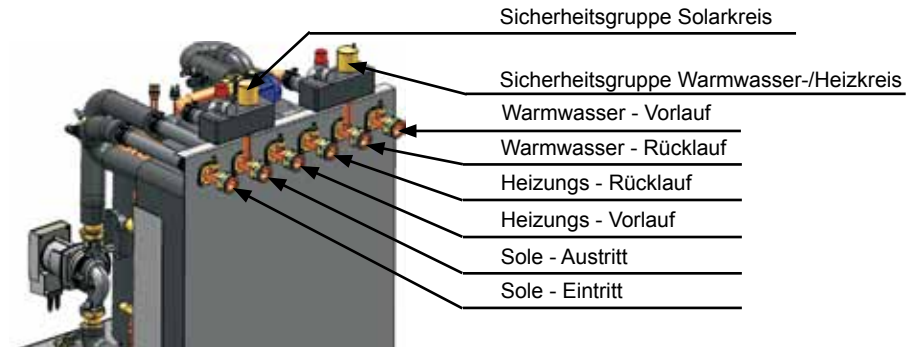 Sicherheitsgruppe Solarkreis
Sicherheitsgruppe Warmwasser-/Heizkreis
Warmwasser - Vorlauf
Warmwasser - Rücklauf
Heizungs - Rücklauf
Heizungs - Vorlauf
Sole - Austritt
Sole - Eintritt